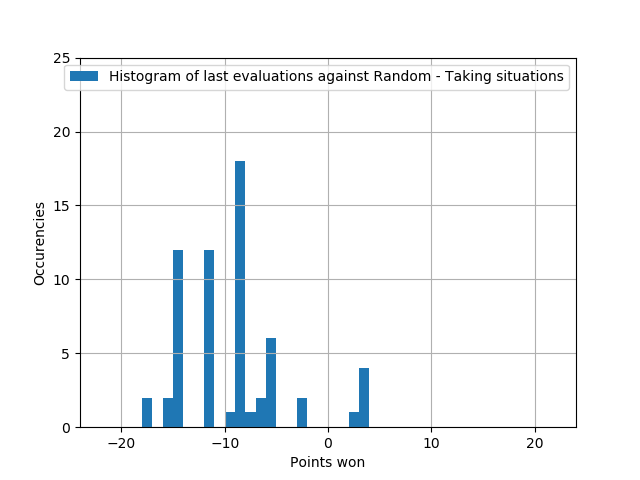 25
Histogram of last evaluations against Random - Taking situations
20
15
Occurencies
10
5
0
−20 −10 0 10 20
Points won